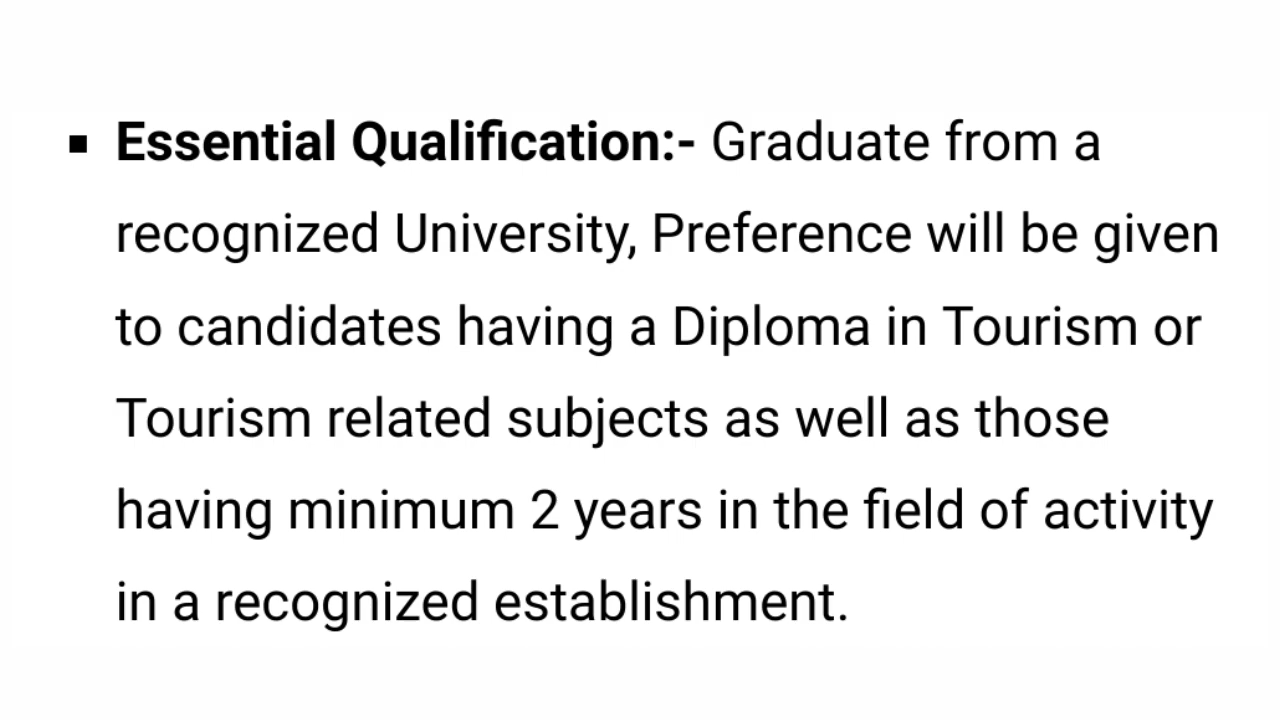 ▪ Essential Qualification:- Graduate from a
recognized University, Preference will be given
to candidates having a Diploma in Tourism or
Tourism related subjects as well as those
having minimum 2 years in the field of activity
in a recognized establishment.